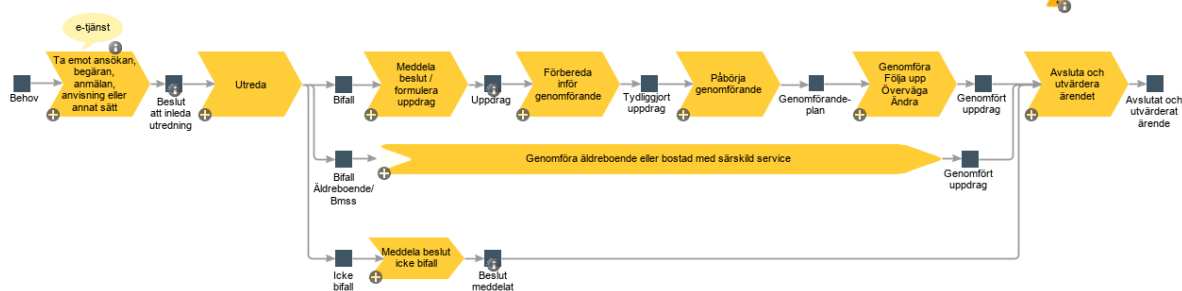 e-tjänst
Ta emot ansökan,
begäran,
anmälan,
anvisning eller
annat sätt
Behov
Beslut
att inleda
utredning
Utreda
Bifall
Meddela
beslut /
formulera
uppdrag
Uppdrag
Förbereda
inför
genomförande
Tydliggjort
uppdrag
Påbörja
genomförande
Genomförande-
plan
Genomföra
Följa upp
Överväga
Ändra
Genomfört
uppdrag
Avsluta och
utvärdera
ärendet
Avslutat och
utvärderat
ärende
Bifall
Äldreboende/
Bmss
Genomföra äldreboende eller bostad med särskild service
Genomfört
uppdrag
Icke
bifall
Meddela beslut
icke bifall
Beslut
meddelat